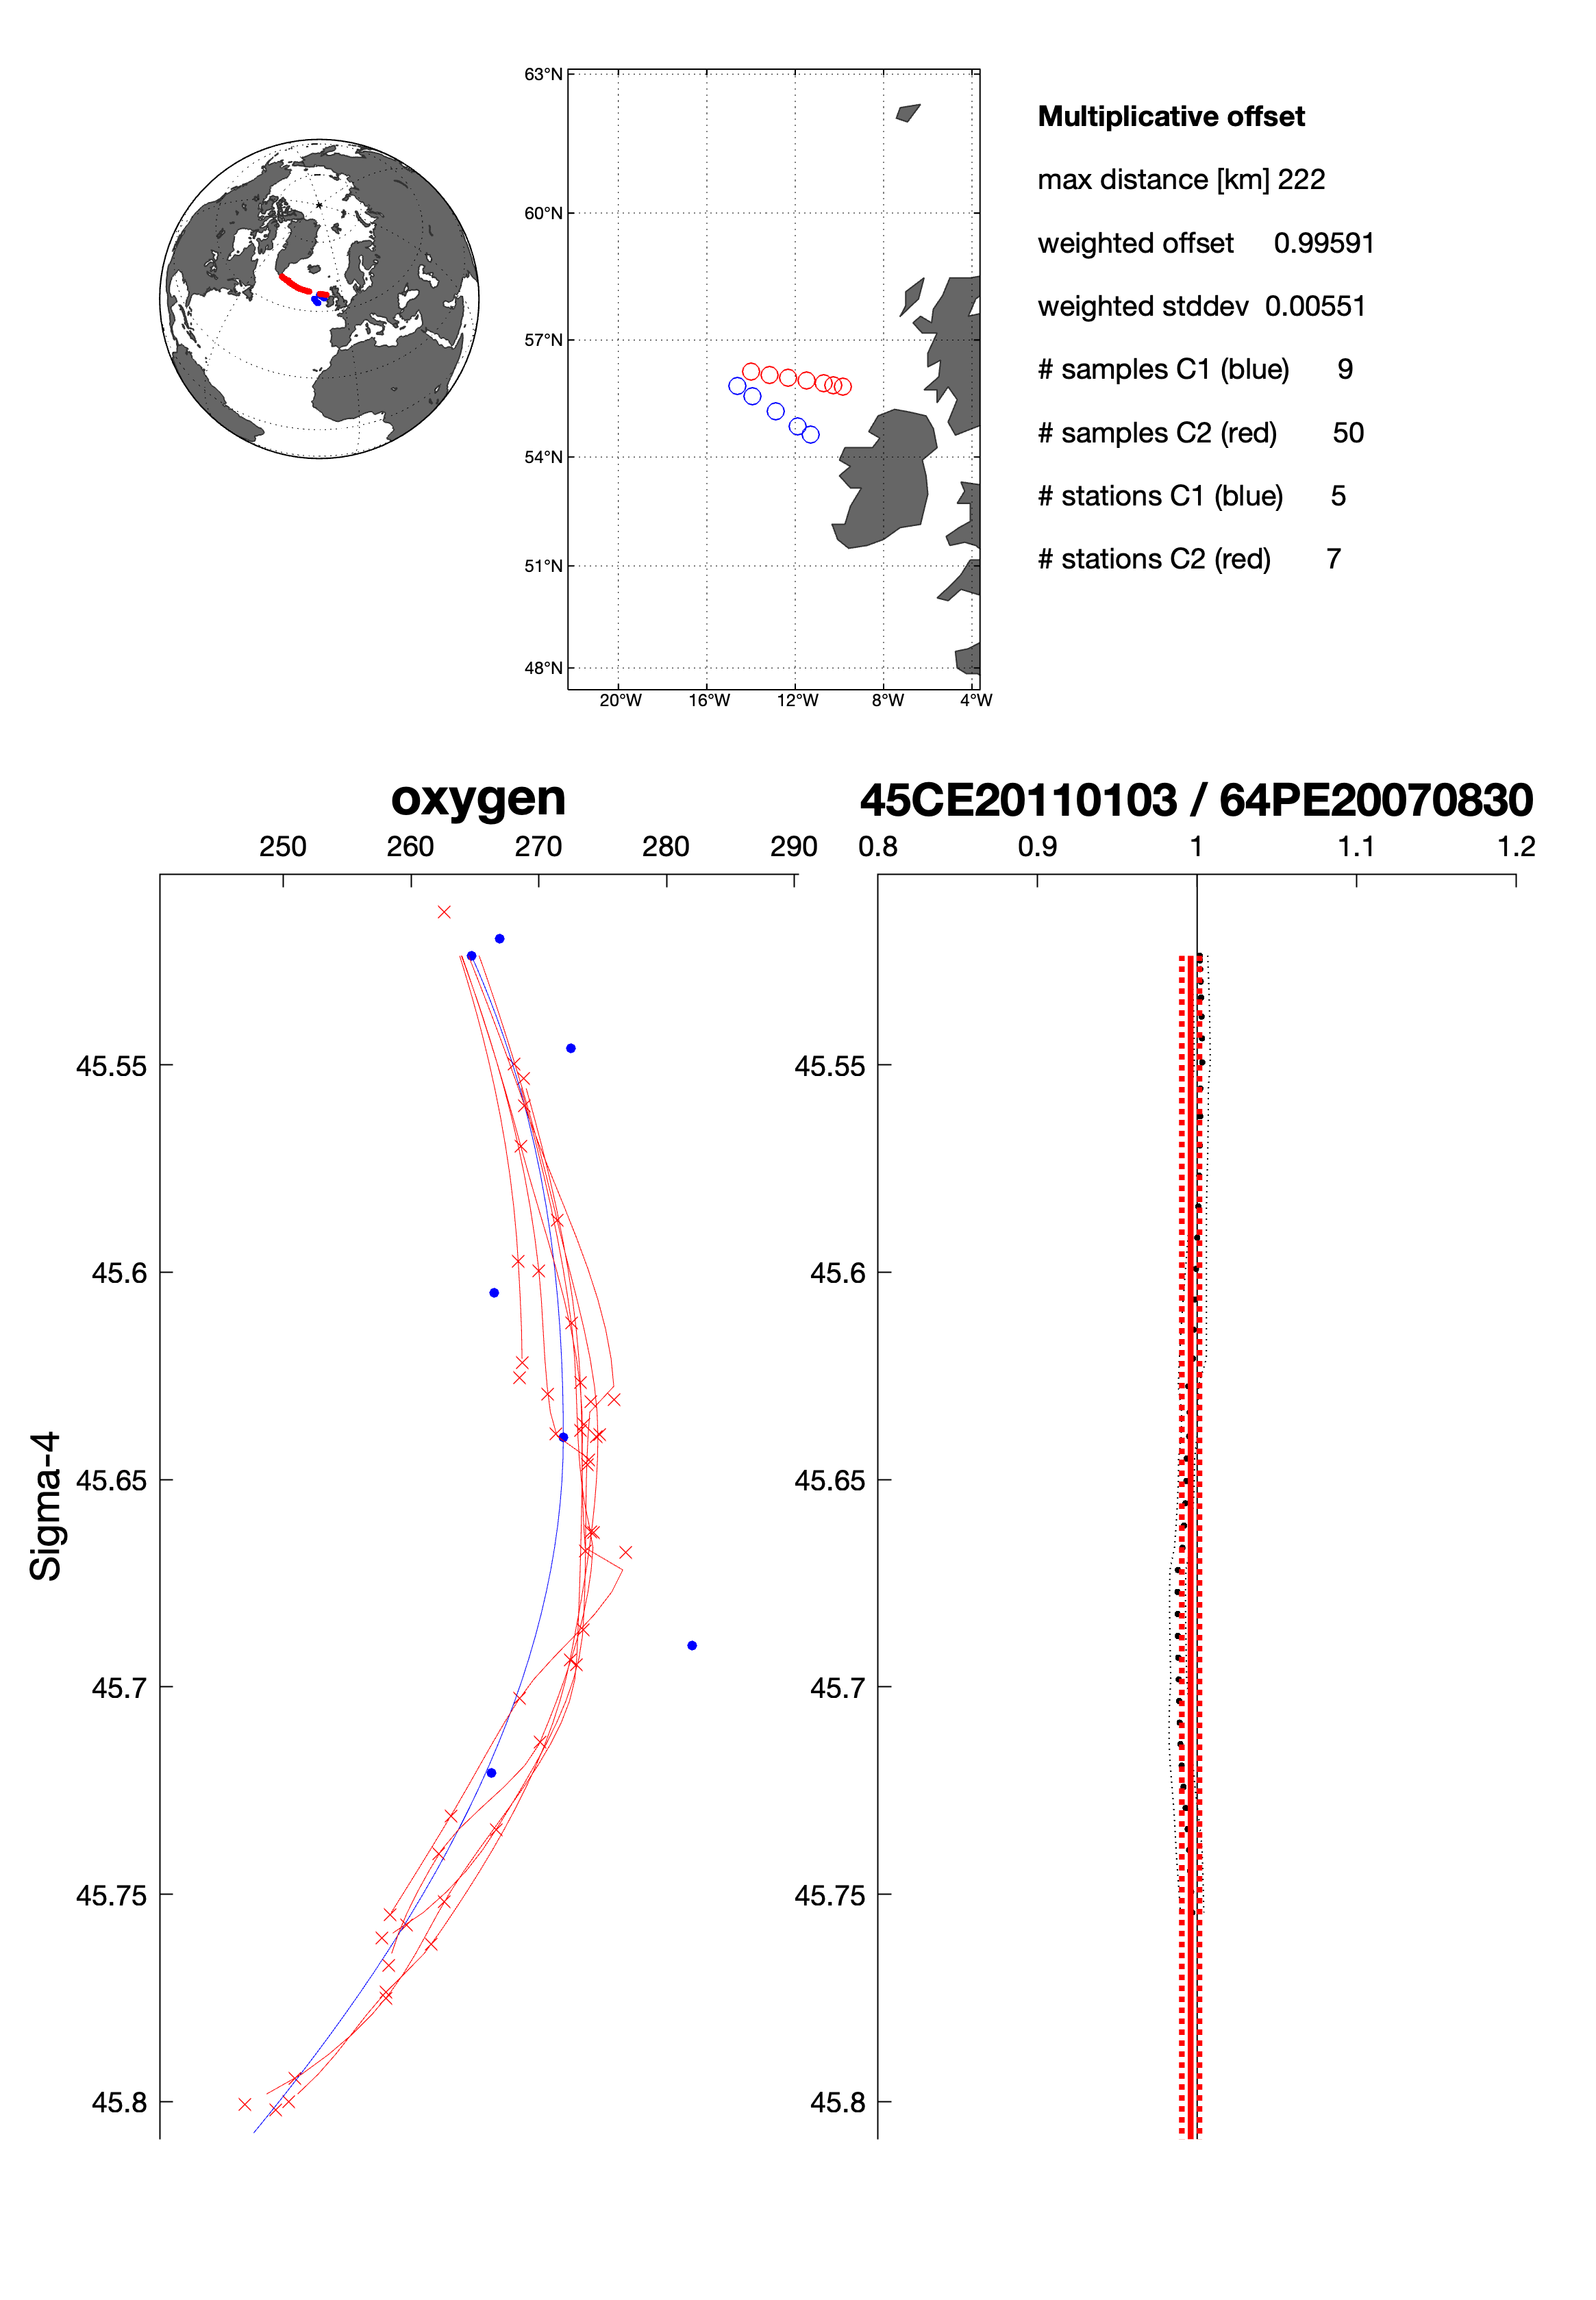 63°N
60°N
57°N
54°N
51°N
48°N
20°W 16°W 12°W 8°W 4°W
Multiplicative offset
max distance [km] 222
weighted offset 0.99591
weighted stddev 0.00551
# samples C1 (blue) 9
# samples C2 (red) 50
# stations C1 (blue) 5
# stations C2 (red) 7
oxygen
250 260 270 280 290
Sigma-4
45.55
45.6
45.65
45.7
45.75
45.8
45CE20110103 / 64PE20070830
0.8 0.9 1 1.1 1.2
45.55
45.6
45.65
45.7
45.75
45.8